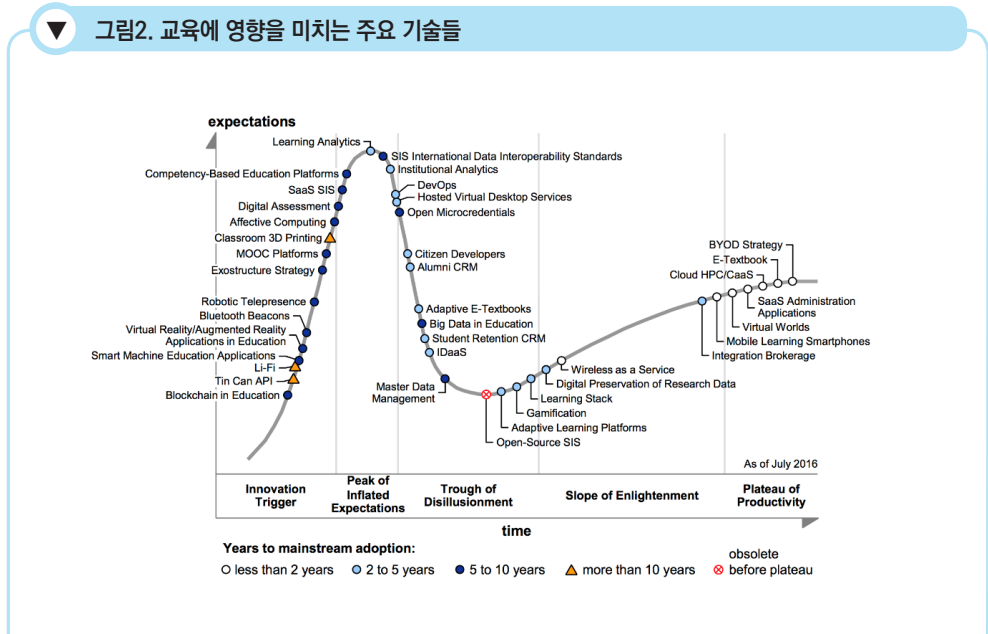 ▼ 그림2. 교육에 영향을 미치는 주요 기술들
expectations
Learning Analytics
SIS International Data Interoperability Standards
Institutional Analytics
Competency-Based Education Platforms
DevOps
SaaS SIS
Hosted Virtual Desktop Services
Digital Assessment
Open Microcredentials
Affective Computing
Classroom 3D Printing
MOOC Platforms
Citizen Developers
Exostructure Strategy
Alumni CRM
BYOD Strategy
E-Textbook
Cloud HPC/CaaS
Robotic Telepresence
Adaptive E-Textbooks
SaaS Administration
Applications
Bluetooth Beacons
Big Data in Education
Virtual Worlds
Virtual Reality/Augmented Reality
Applications in Education
Student Retention CRM
Mobile Learning Smartphones
Smart Machine Education Applications
IDaaS
Integration Brokerage
Li-Fi
Wireless as a Service
Tin Can API
Master Data
Management
Digital Preservation of Research Data
Blockchain in Education
Learning Stack
Gamification
Adaptive Learning Platforms
Open-Source SIS
As of July 2016
Innovation
Trigger
Peak of
Inflated
Expectations
Trough of
Disillusionment
Slope of Enlightenment
Plateau of
Productivity
time
Years to mainstream adoption:
less than 2 years
2 to 5 years
5 to 10 years
more than 10 years
obsolete
before plateau